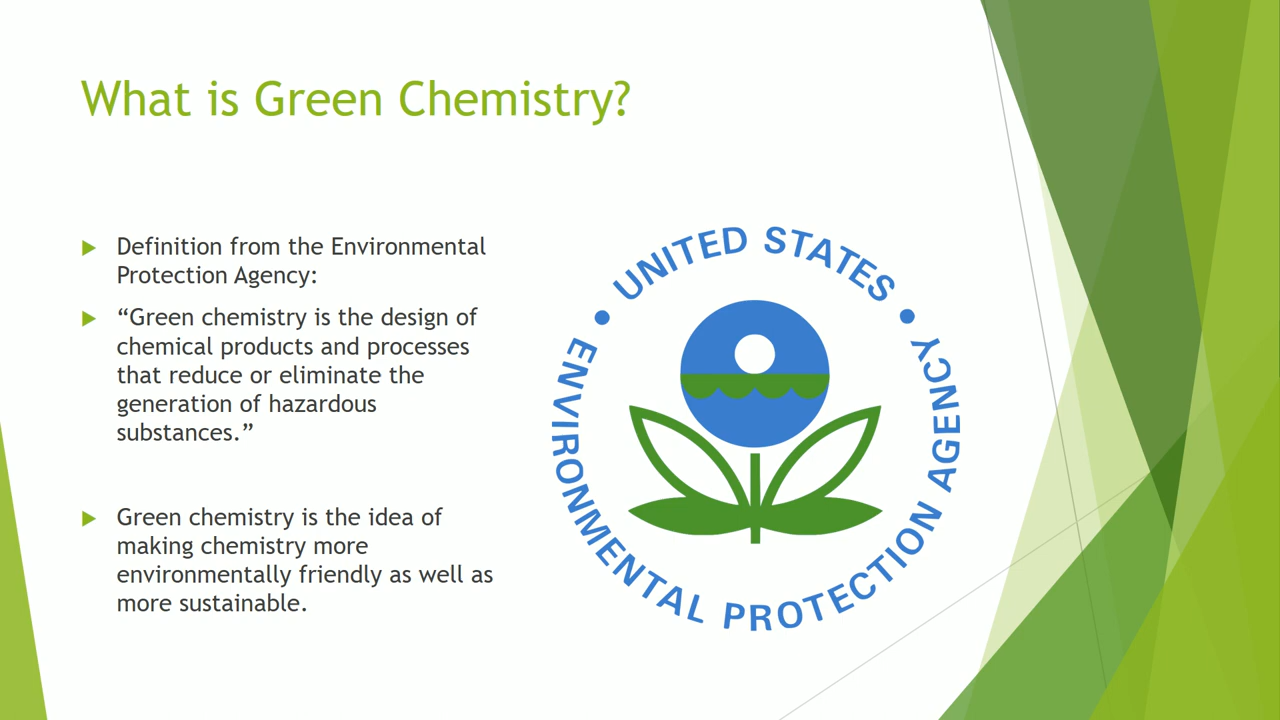 What is Green Chemistry?
Definition from the Environmental
Protection Agency:
“Green chemistry is the design of
chemical products and processes
that reduce or eliminate the
generation of hazardous
substances.”
Green chemistry is the idea of
making chemistry more
environmentally friendly as well as
more sustainable.
UNITED STATES
ENVIRONMENTAL PROTECTION AGENCY